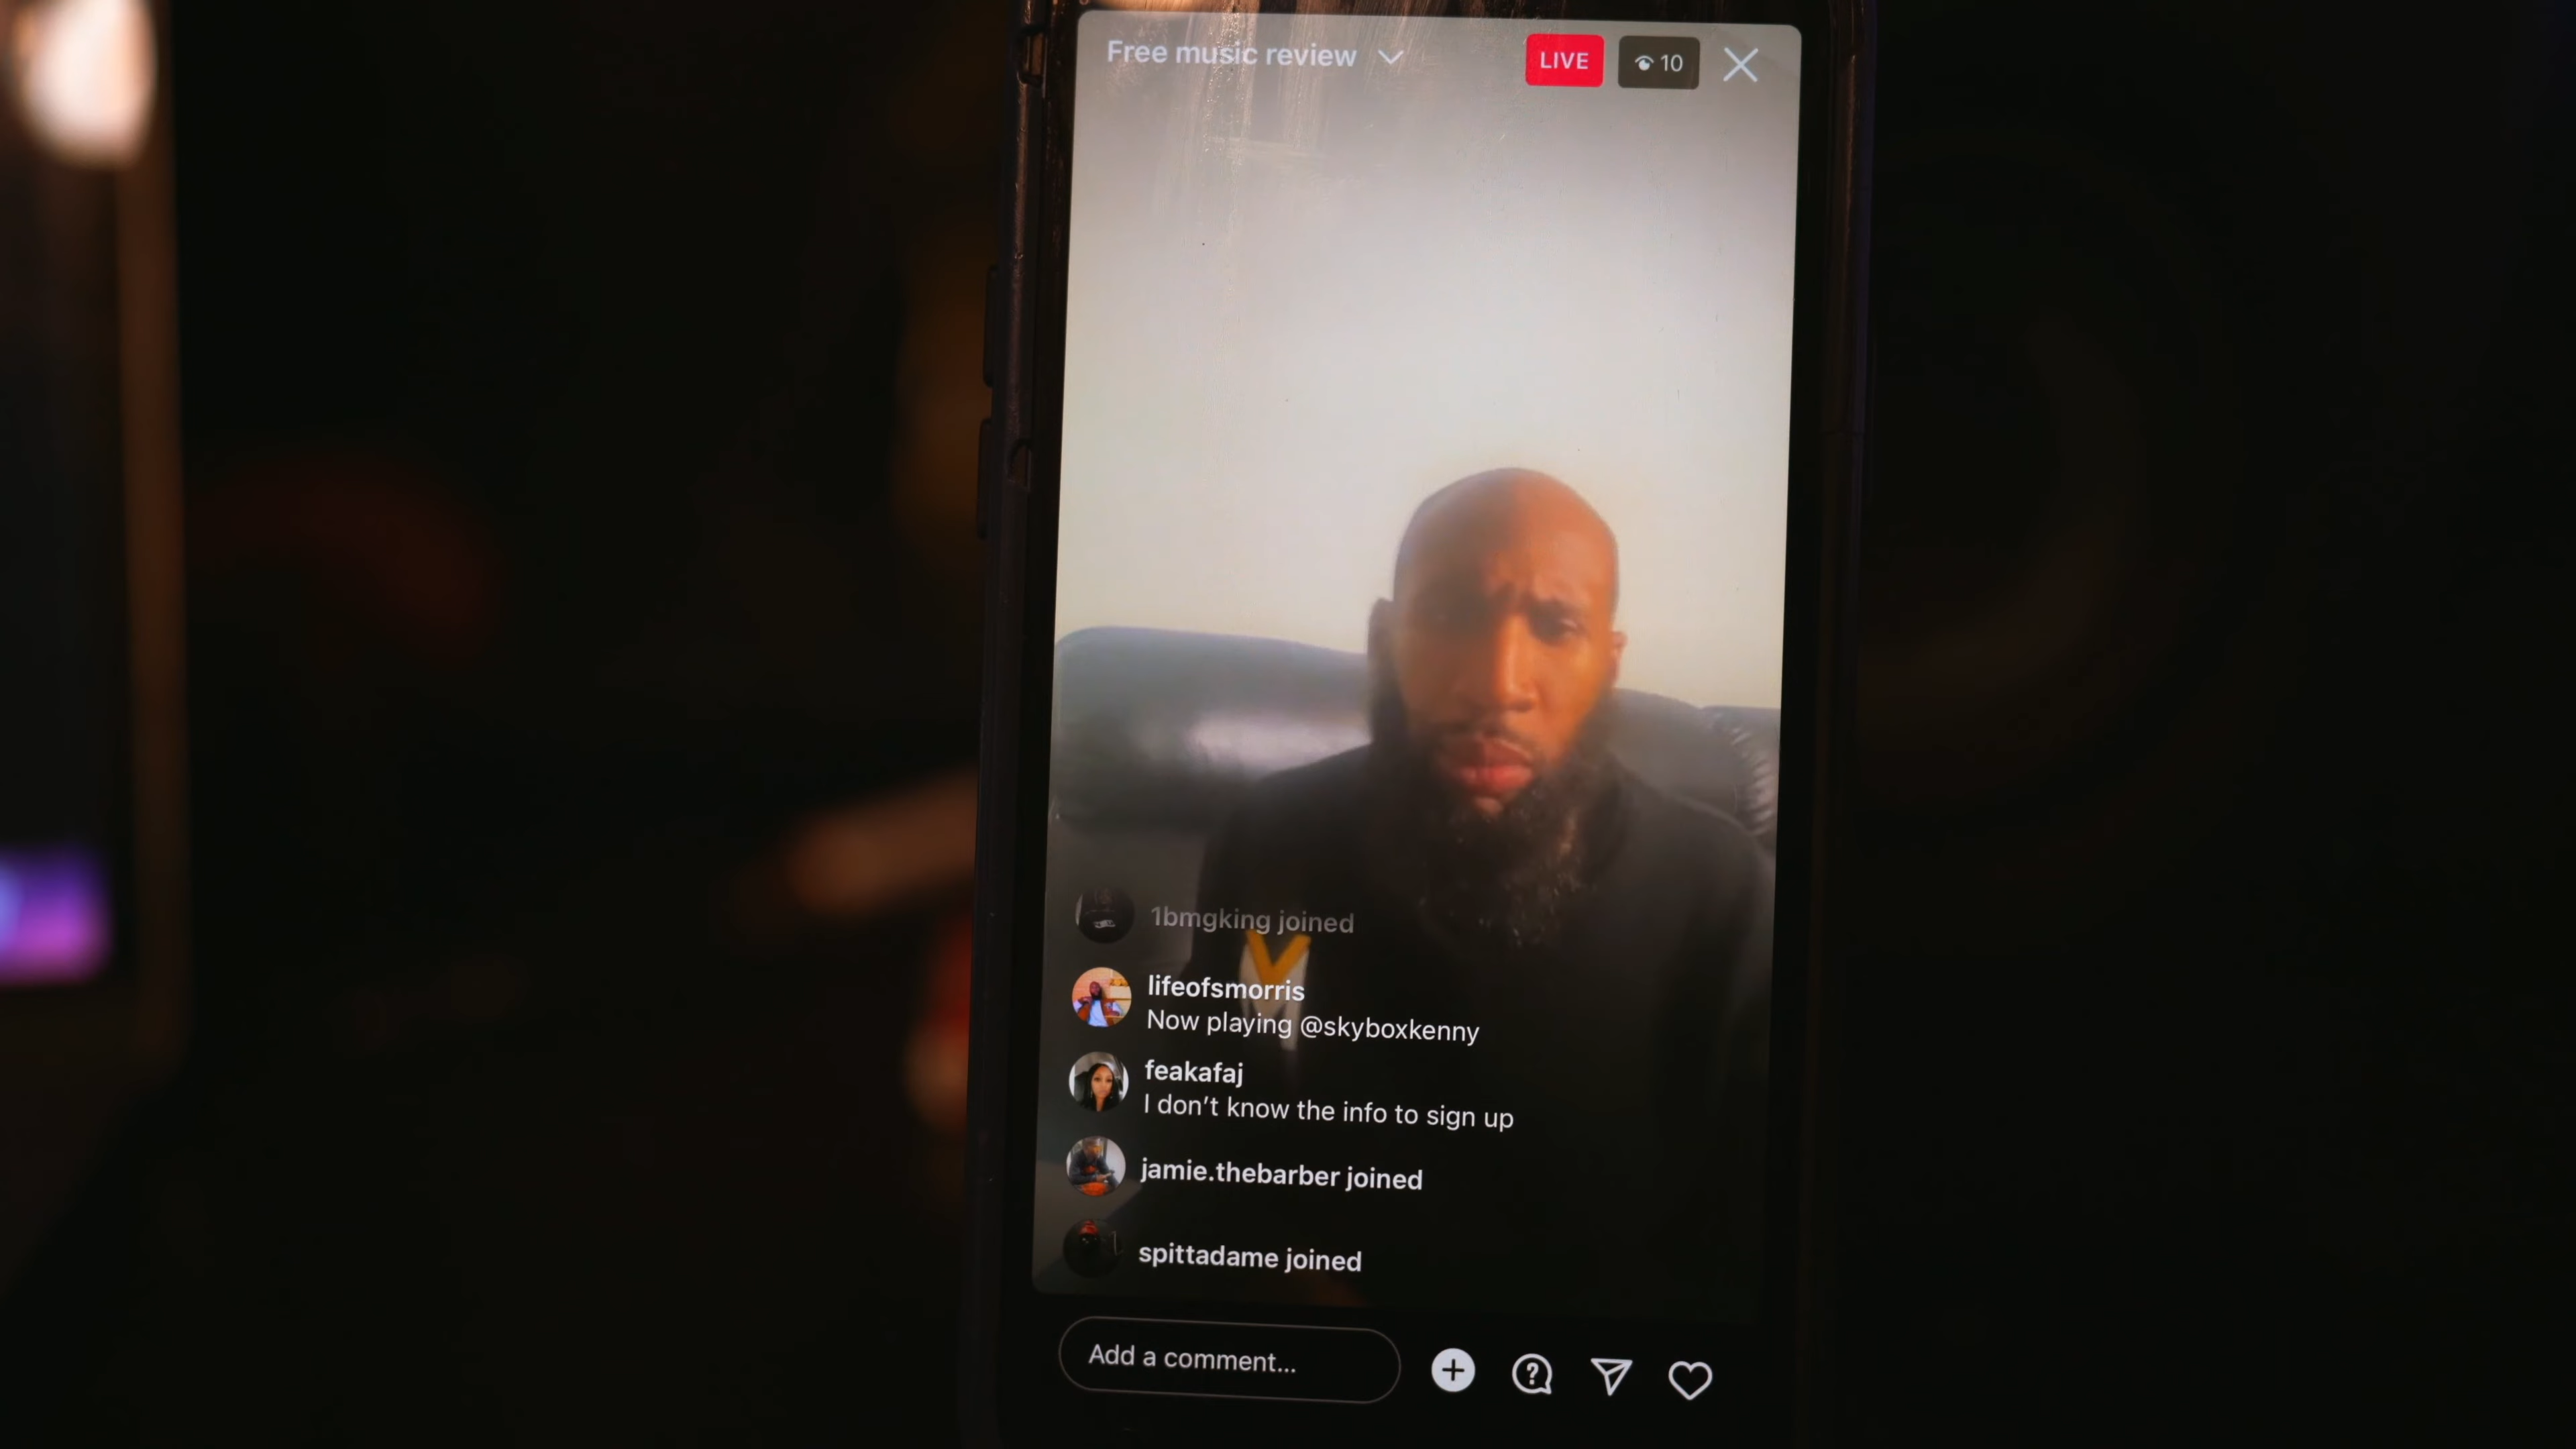 Free music review
LIVE
10
1bmgking joined
lifeofsmorris
Now playing @skyboxkenny
feakafaj
I don't know the info to sign up
jamie.thebarber joined
spittadame joined
Add a comment...